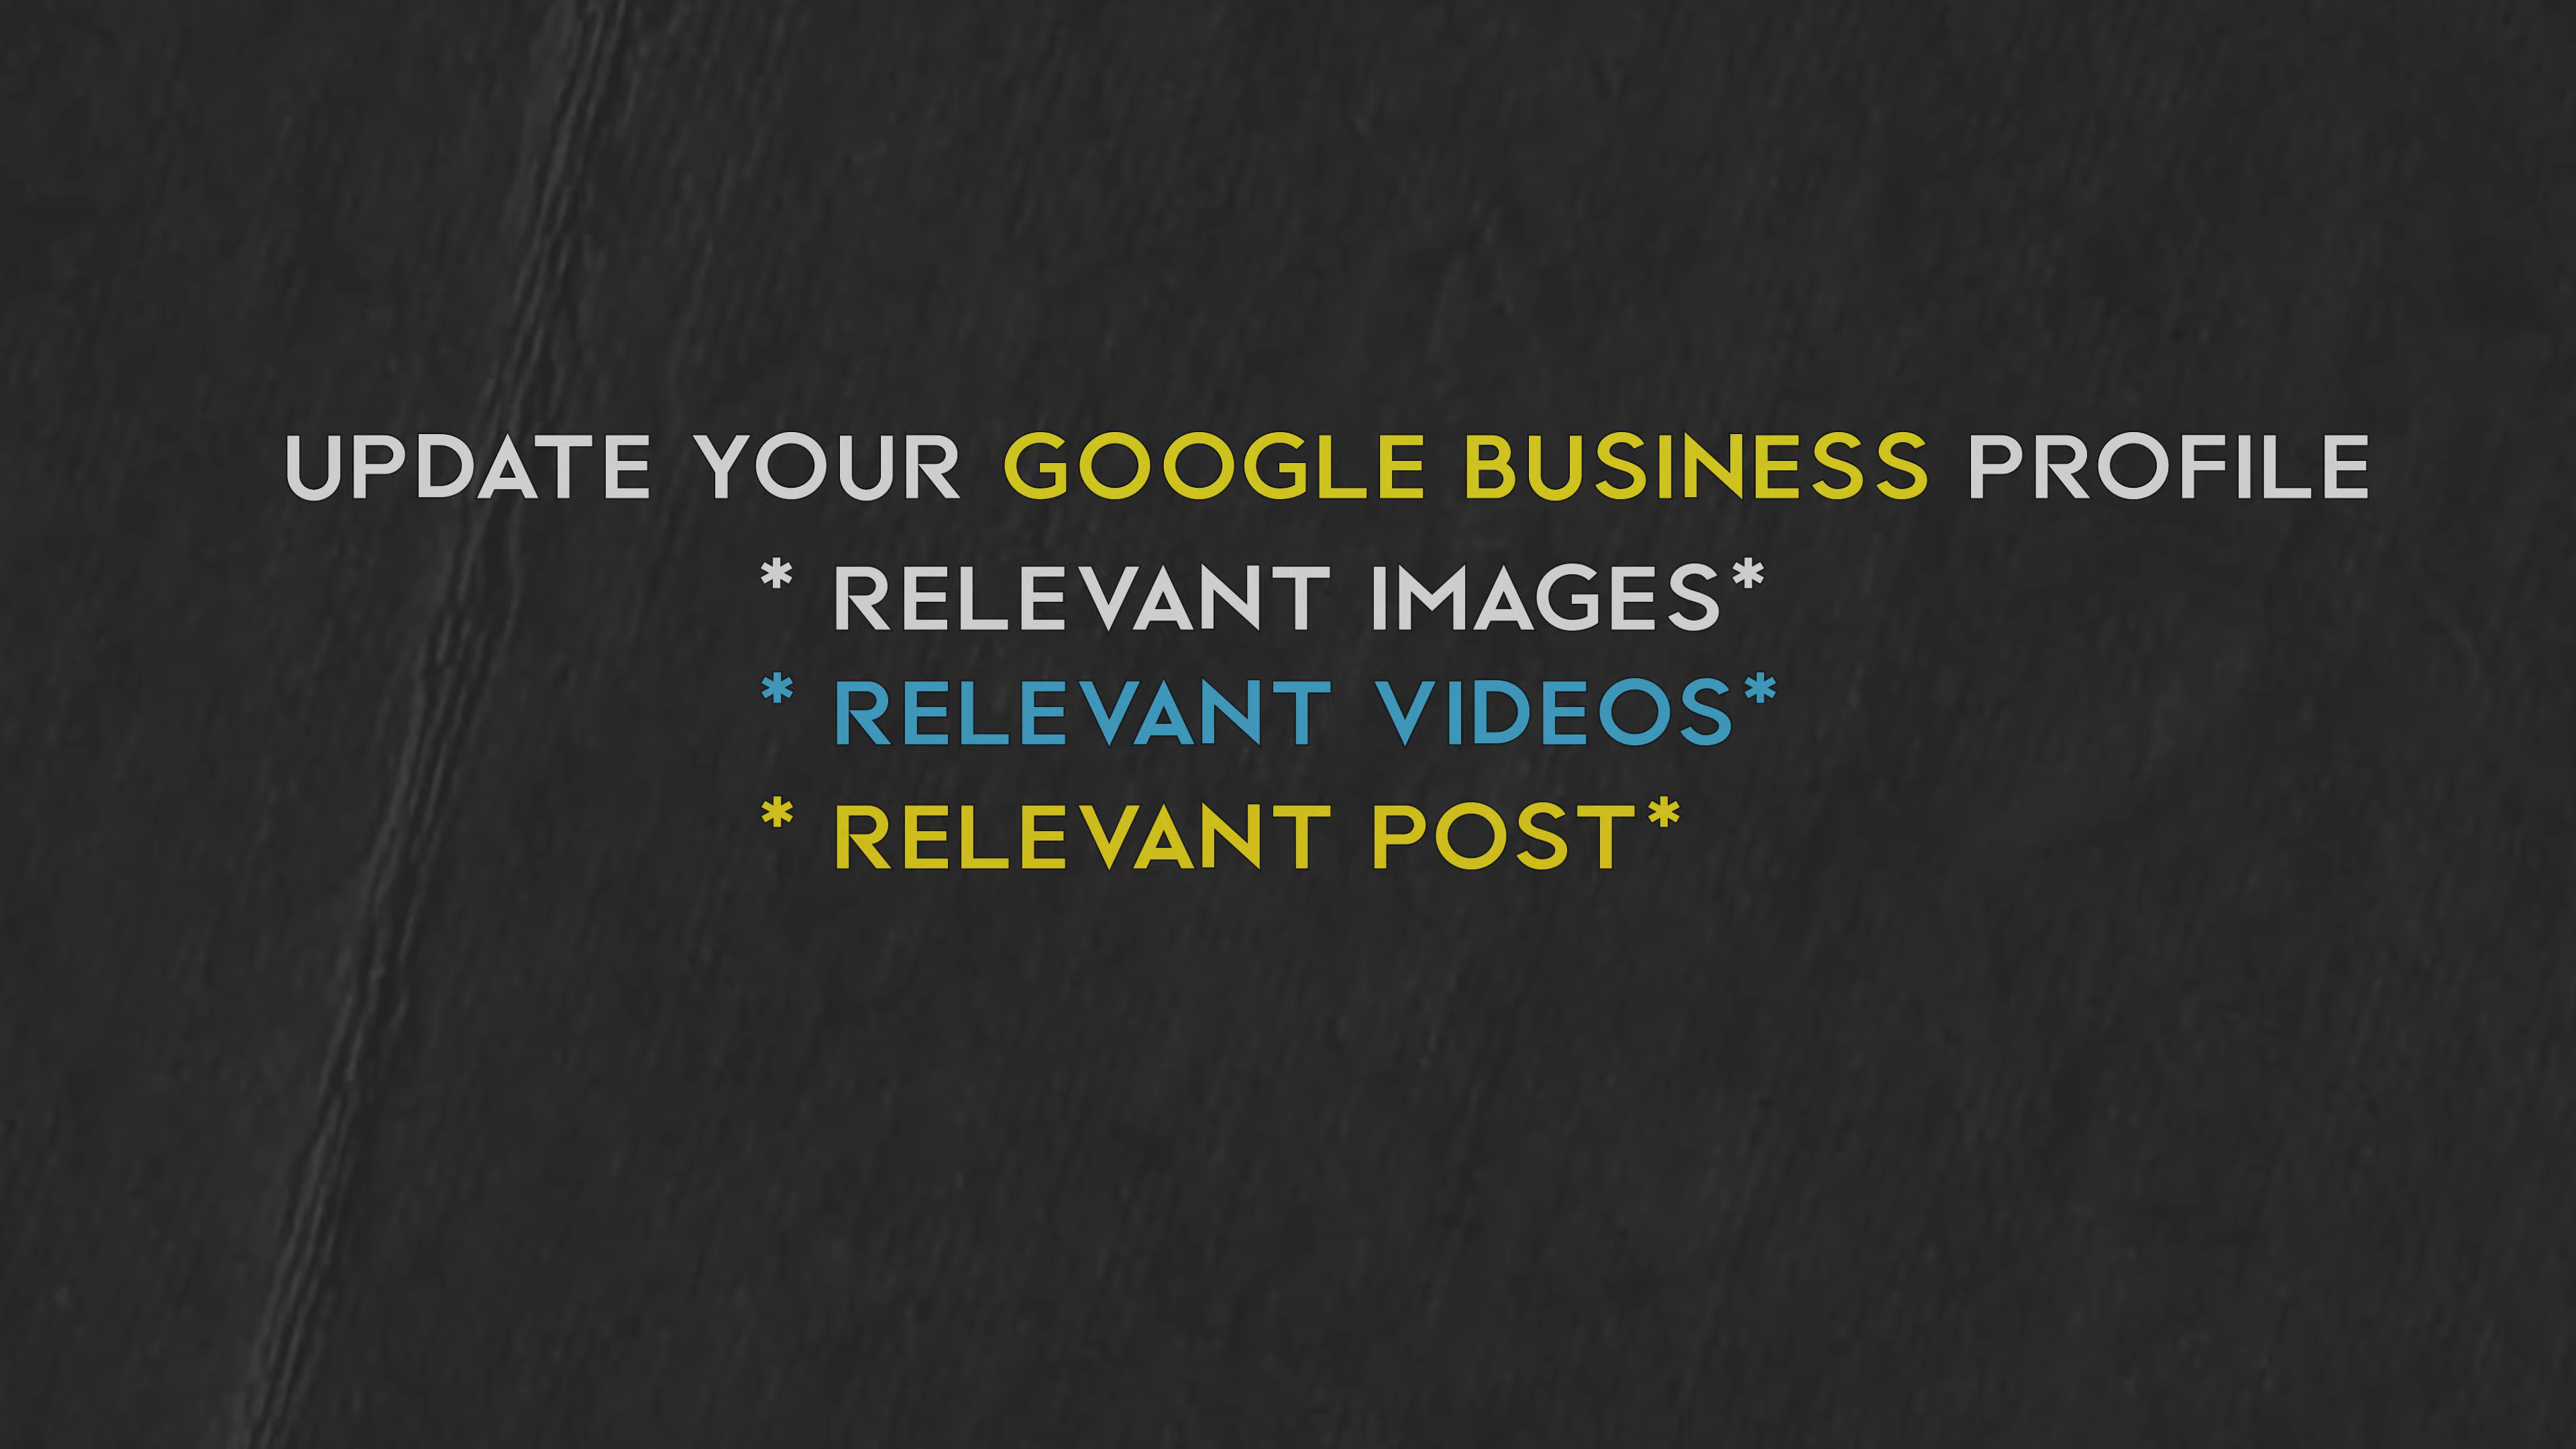 UPDATE YOUR GOOGLE BUSINESS PROFILE
* RELEVANT IMAGES*
* RELEVANT VIDEOS*
* RELEVANT POST*